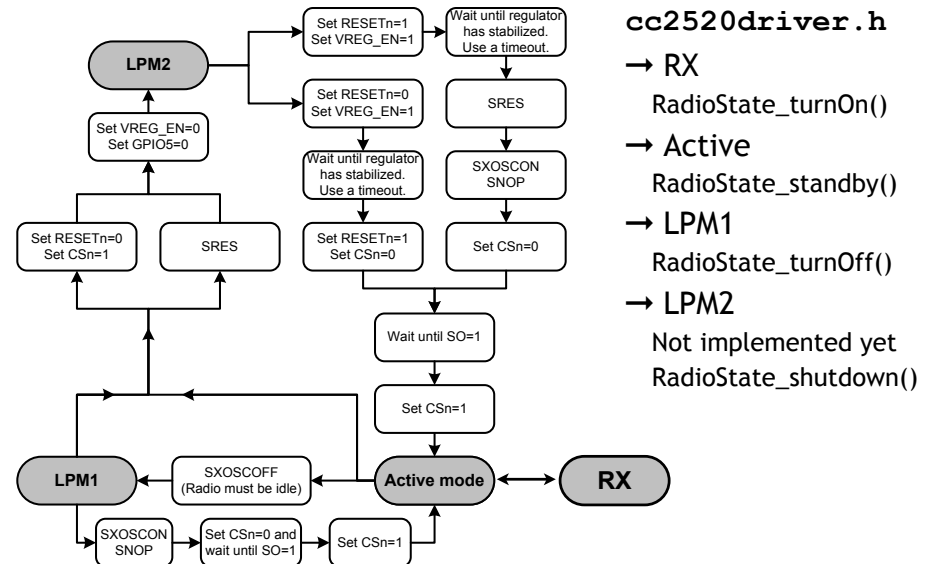 Set RESETn=1
Set VREG_EN=1
Wait until regulator
has stabilized.
Use a timeout.
LPM2
Set RESETn=0
Set VREG_EN=1
SRES
Set VREG_EN=0
Set GPIO5=0
Wait until regulator
has stabilized.
Use a timeout.
SXOSCON
SNOP
Set RESETn=0
Set CSn=1
SRES
Set RESETn=1
Set CSn=0
Set CSn=0
Wait until SO=1
Set CSn=1
LPM1
SXOSCOFF
(Radio must be idle)
Active mode
RX
SXOSCON
SNOP
Set CSn=0 and
wait until SO=1
Set CSn=1
cc2520driver.h
→ RX
RadioState_turnOn()
→ Active
RadioState_standby()
→ LPM1
RadioState_turnOff()
→ LPM2
Not implemented yet
RadioState_shutdown()